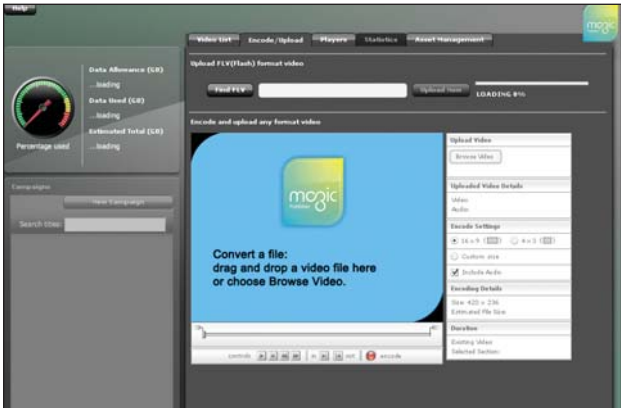 Help
mogic
Video List
Encode/Upload
Players
Statistics
Asset Management
Upload FLV(Flash) format video
Find FLV
Upload Now
LOADING 0%
Data Allowance (GB)
...loading
Data Used (GB)
...loading
Estimated Total (GB)
...loading
Percentage used
Encode and upload any format video
Campaigns
New Campaign
Search titles:
mogic
Convert a file:
drag and drop a video file here
or choose Browse Video.
Upload Video
Browse Video
Uploaded Video Details
Video:
Audio:
Encode Settings
16 x 9
4 x 3
Custom size
Include Audio
Encoding Details
Size 420 x 236
Estimated File Size
Duration
Existing Video
Selected Section:
controls
in
out
encode